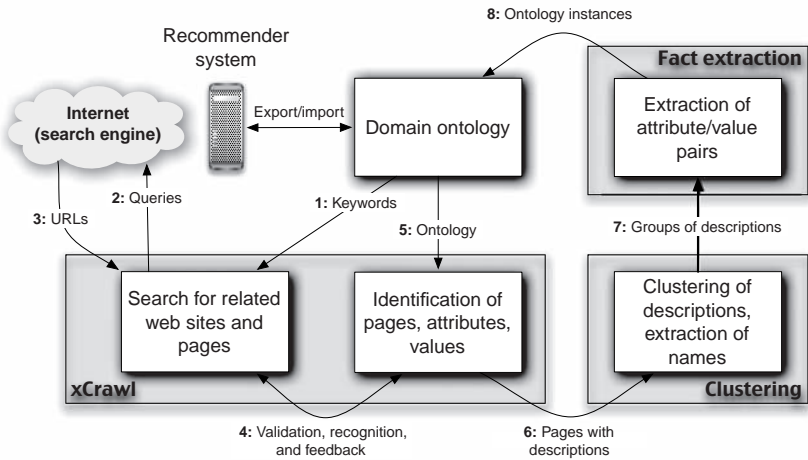 8: Ontology instances
Recommender
system
Fact extraction
Internet
(search engine)
Export/import
Domain ontology
Extraction of
attribute/value
pairs
2: Queries
3: URLs
1: Keywords
5: Ontology
7: Groups of descriptions
Search for related
web sites and
pages
Identification of
pages, attributes,
values
Clustering of
descriptions,
extraction of
names
xCrawl
Clustering
4: Validation, recognition,
and feedback
6: Pages with
descriptions